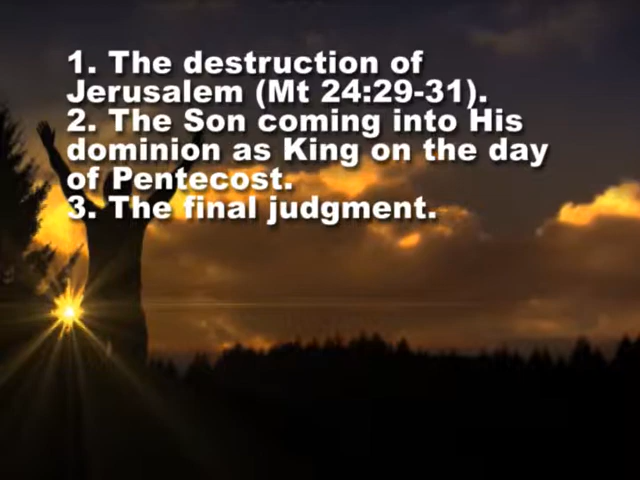 1. The destruction of
Jerusalem (Mt 24:29-31).
2. The Son coming into His
dominion as King on the day
of Pentecost.
3. The final judgment.